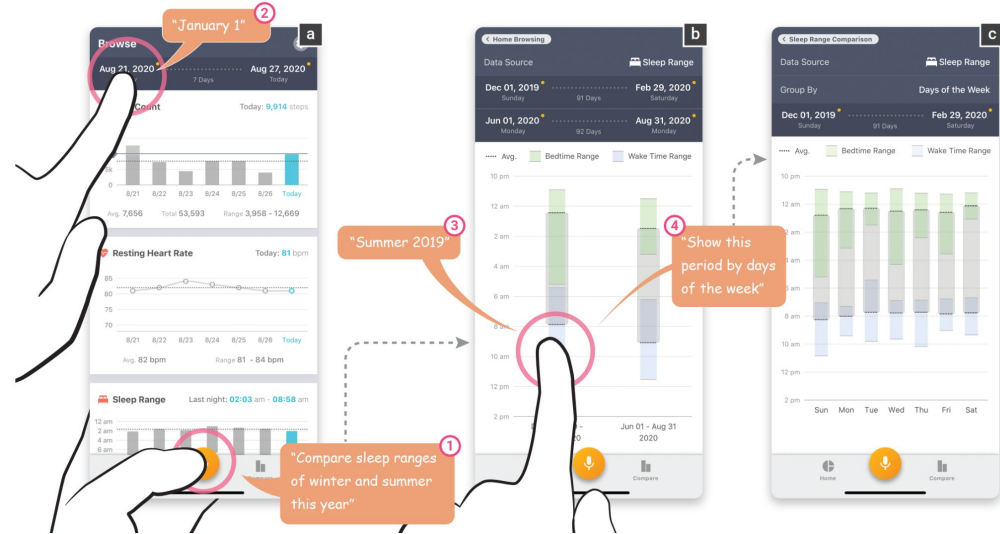 a
Browse
Aug 21, 2020
7 Days
Aug 27, 2020
Today
"January 1"
2
Count
Today: 9,914 steps
5k
0
8/21 8/22 8/23 8/24 8/25 8/26 Today
Avg. 7,656 Total 53,593 Range 3,958 - 12,669
Resting Heart Rate
Today: 81 bpm
85
80
75
70
8/21 8/22 8/23 8/24 8/25 8/26 Today
Avg. 82 bpm Range 81 - 84 bpm
Sleep Range
Last night: 02:03 am - 08:58 am
12 am
2 am
4 am
6 am
Compare
1
"Compare sleep ranges
of winter and summer
this year"
b
< Home Browsing
Data Source
Sleep Range
Dec 01, 2019
Sunday
91 Days
Feb 29, 2020
Saturday
Jun 01, 2020
Monday
92 Days
Aug 31, 2020
Monday
Avg. Bedtime Range Wake Time Range
10 pm
12 am
2 am
6 am
8 am
10 am
12 pm
2 pm
Jun 01 - Aug 31
2020
Compare
3
"Summer 2019"
4
"Show this
period by days
of the week"
c
< Sleep Range Comparison
Data Source
Sleep Range
Group By
Days of the Week
Dec 01, 2019
Sunday
91 Days
Feb 29, 2020
Saturday
Avg. Bedtime Range Wake Time Range
10 pm
12 am
am
am
am
8 am
10 am
12 pm
2 pm
Sun Mon Tue Wed Thu Fri Sat
Home
Compare